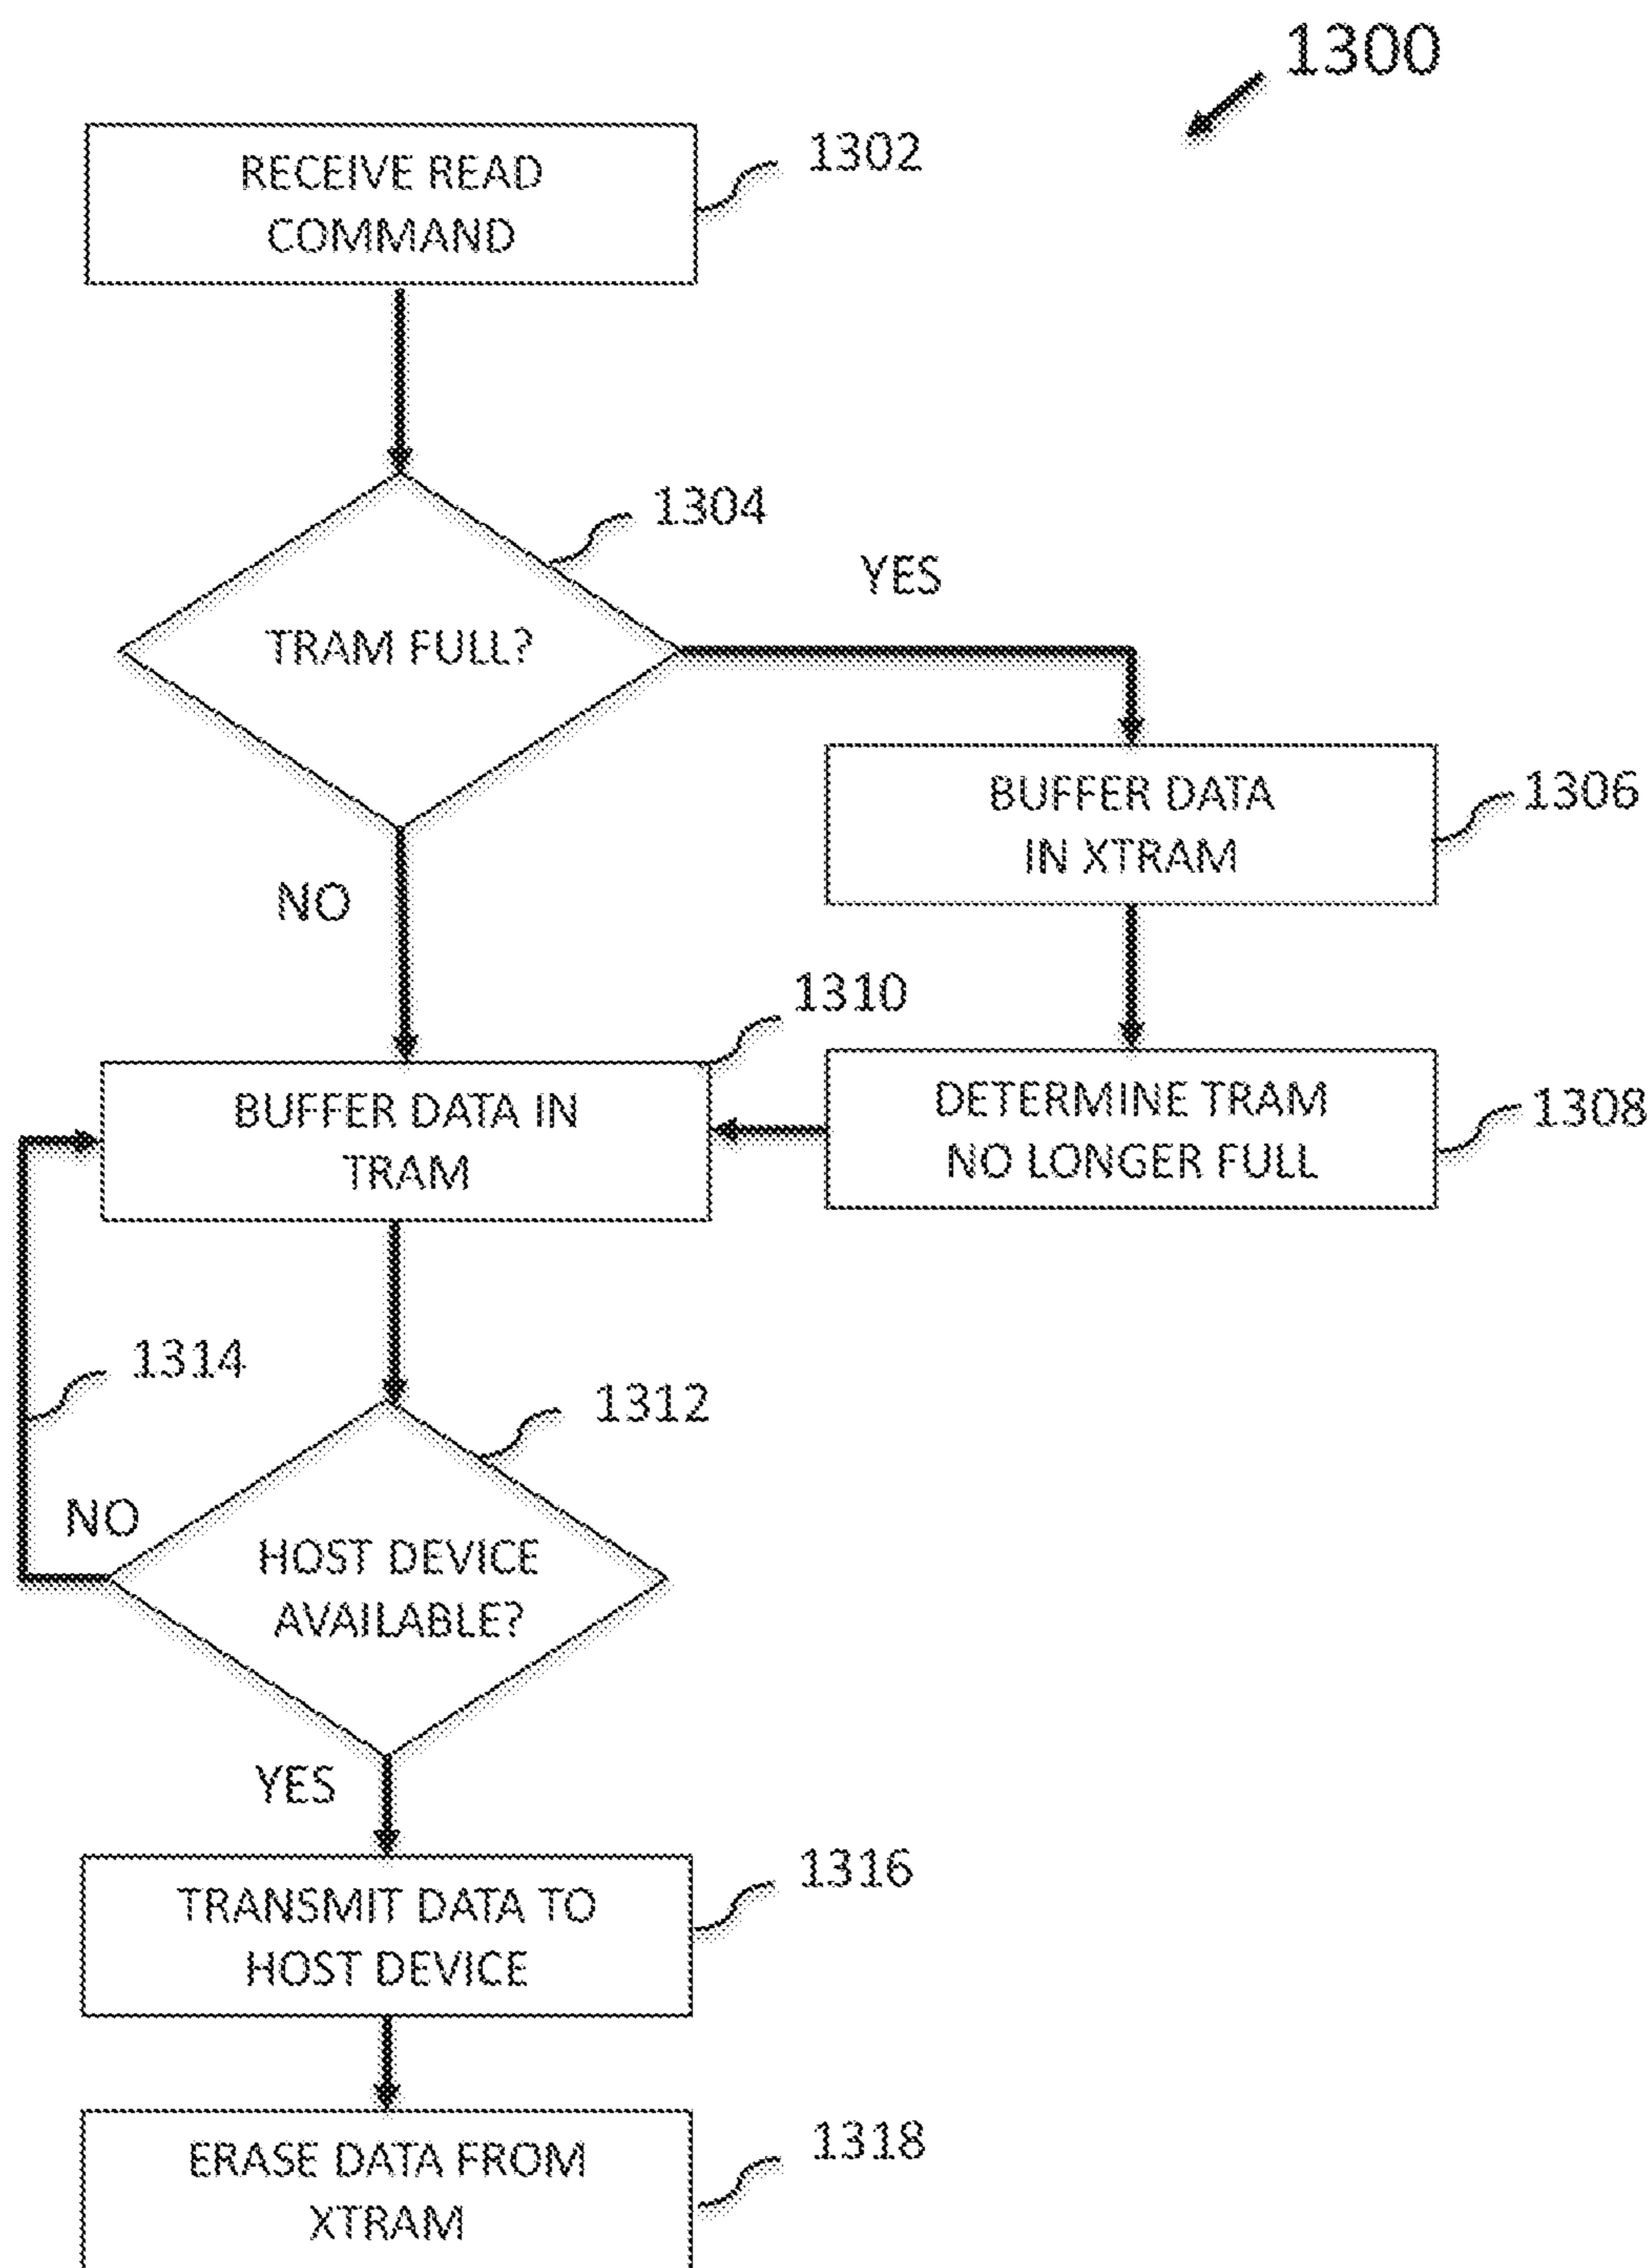 1300
RECEIVE READ
COMMAND
1302
1304
TRAM FULL?
YES
NO
BUFFER DATA
IN XTRAM
1306
1310
BUFFER DATA IN
TRAM
DETERMINE TRAM
NO LONGER FULL
1308
1314
1312
NO
HOST DEVICE
AVAILABLE?
YES
TRANSMIT DATA TO
HOST DEVICE
1316
ERASE DATA FROM
XTRAM
1318